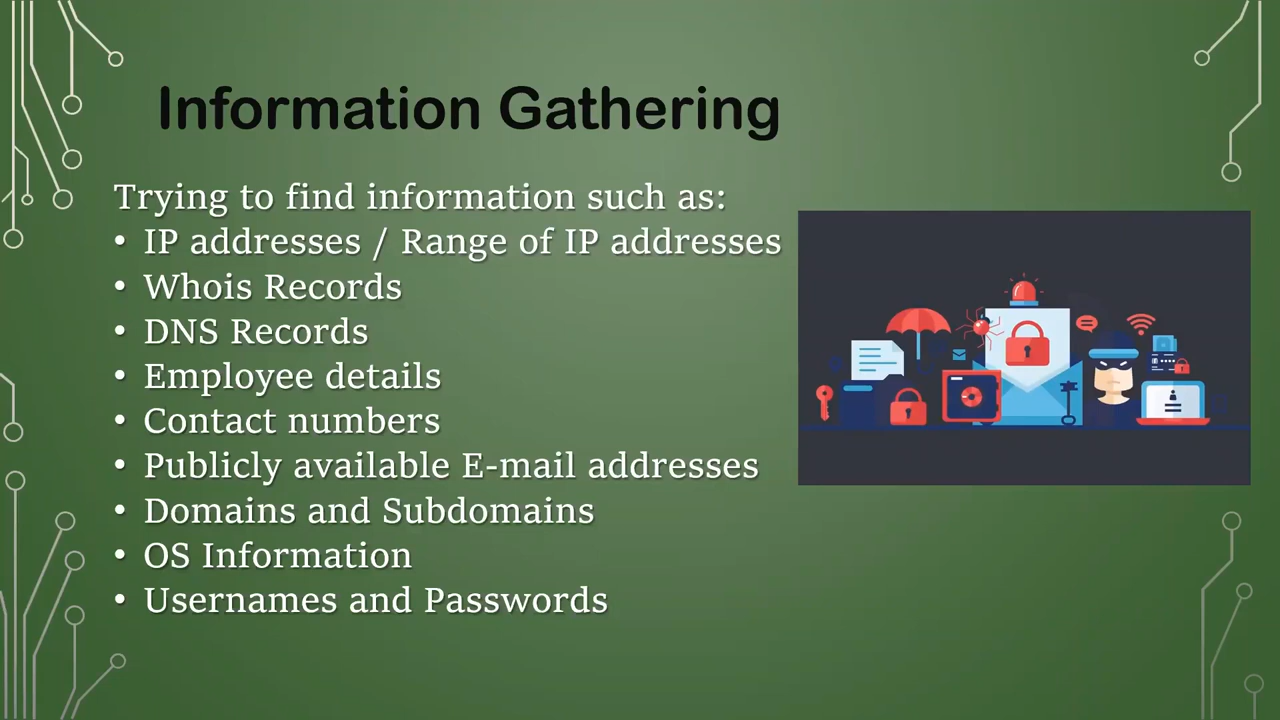 Information Gathering
Trying to find information such as:
• IP addresses / Range of IP addresses
• Whois Records
• DNS Records
• Employee details
• Contact numbers
• Publicly available E-mail addresses
• Domains and Subdomains
• OS Information
• Usernames and Passwords